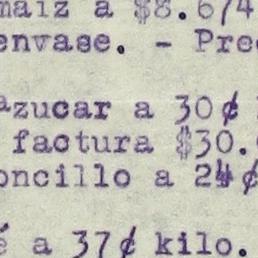 maiz a $8.674
envase. - Pre
azucar a 30¢
factura $30.
oncillo a 24¢
é a 37¢ kilo.